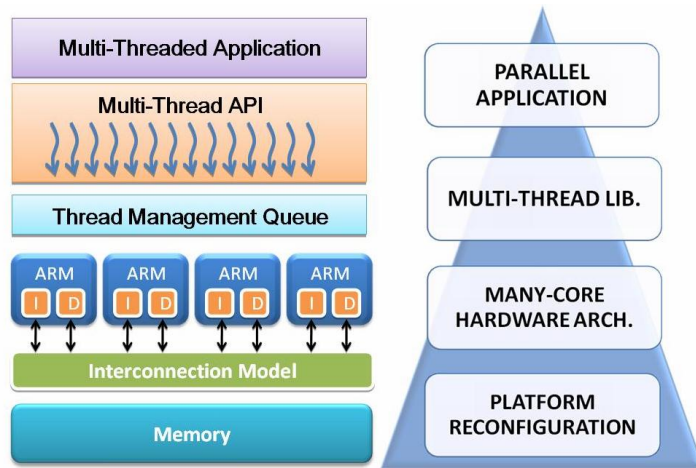 Multi-Threaded Application
Multi-Thread API
Thread Management Queue
ARM ARM ARM ARM
I D I D I D I D
Interconnection Model
Memory
PARALLEL
APPLICATION
MULTI-THREAD LIB.
MANY-CORE
HARDWARE ARCH.
PLATFORM
RECONFIGURATION